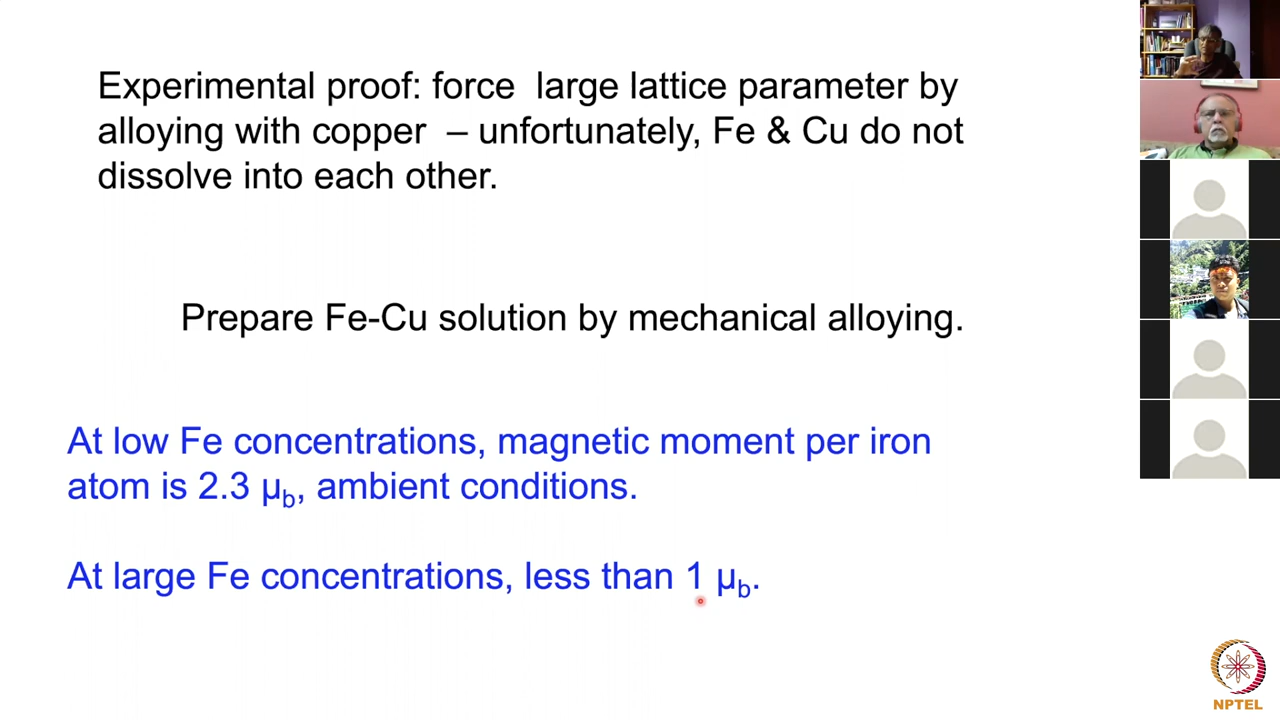 Experimental proof: force large lattice parameter by
alloying with copper – unfortunately, Fe & Cu do not
dissolve into each other.
Prepare Fe-Cu solution by mechanical alloying.
At low Fe concentrations, magnetic moment per iron
atom is 2.3 μb, ambient conditions.
At large Fe concentrations, less than 1 μb.
NPTEL